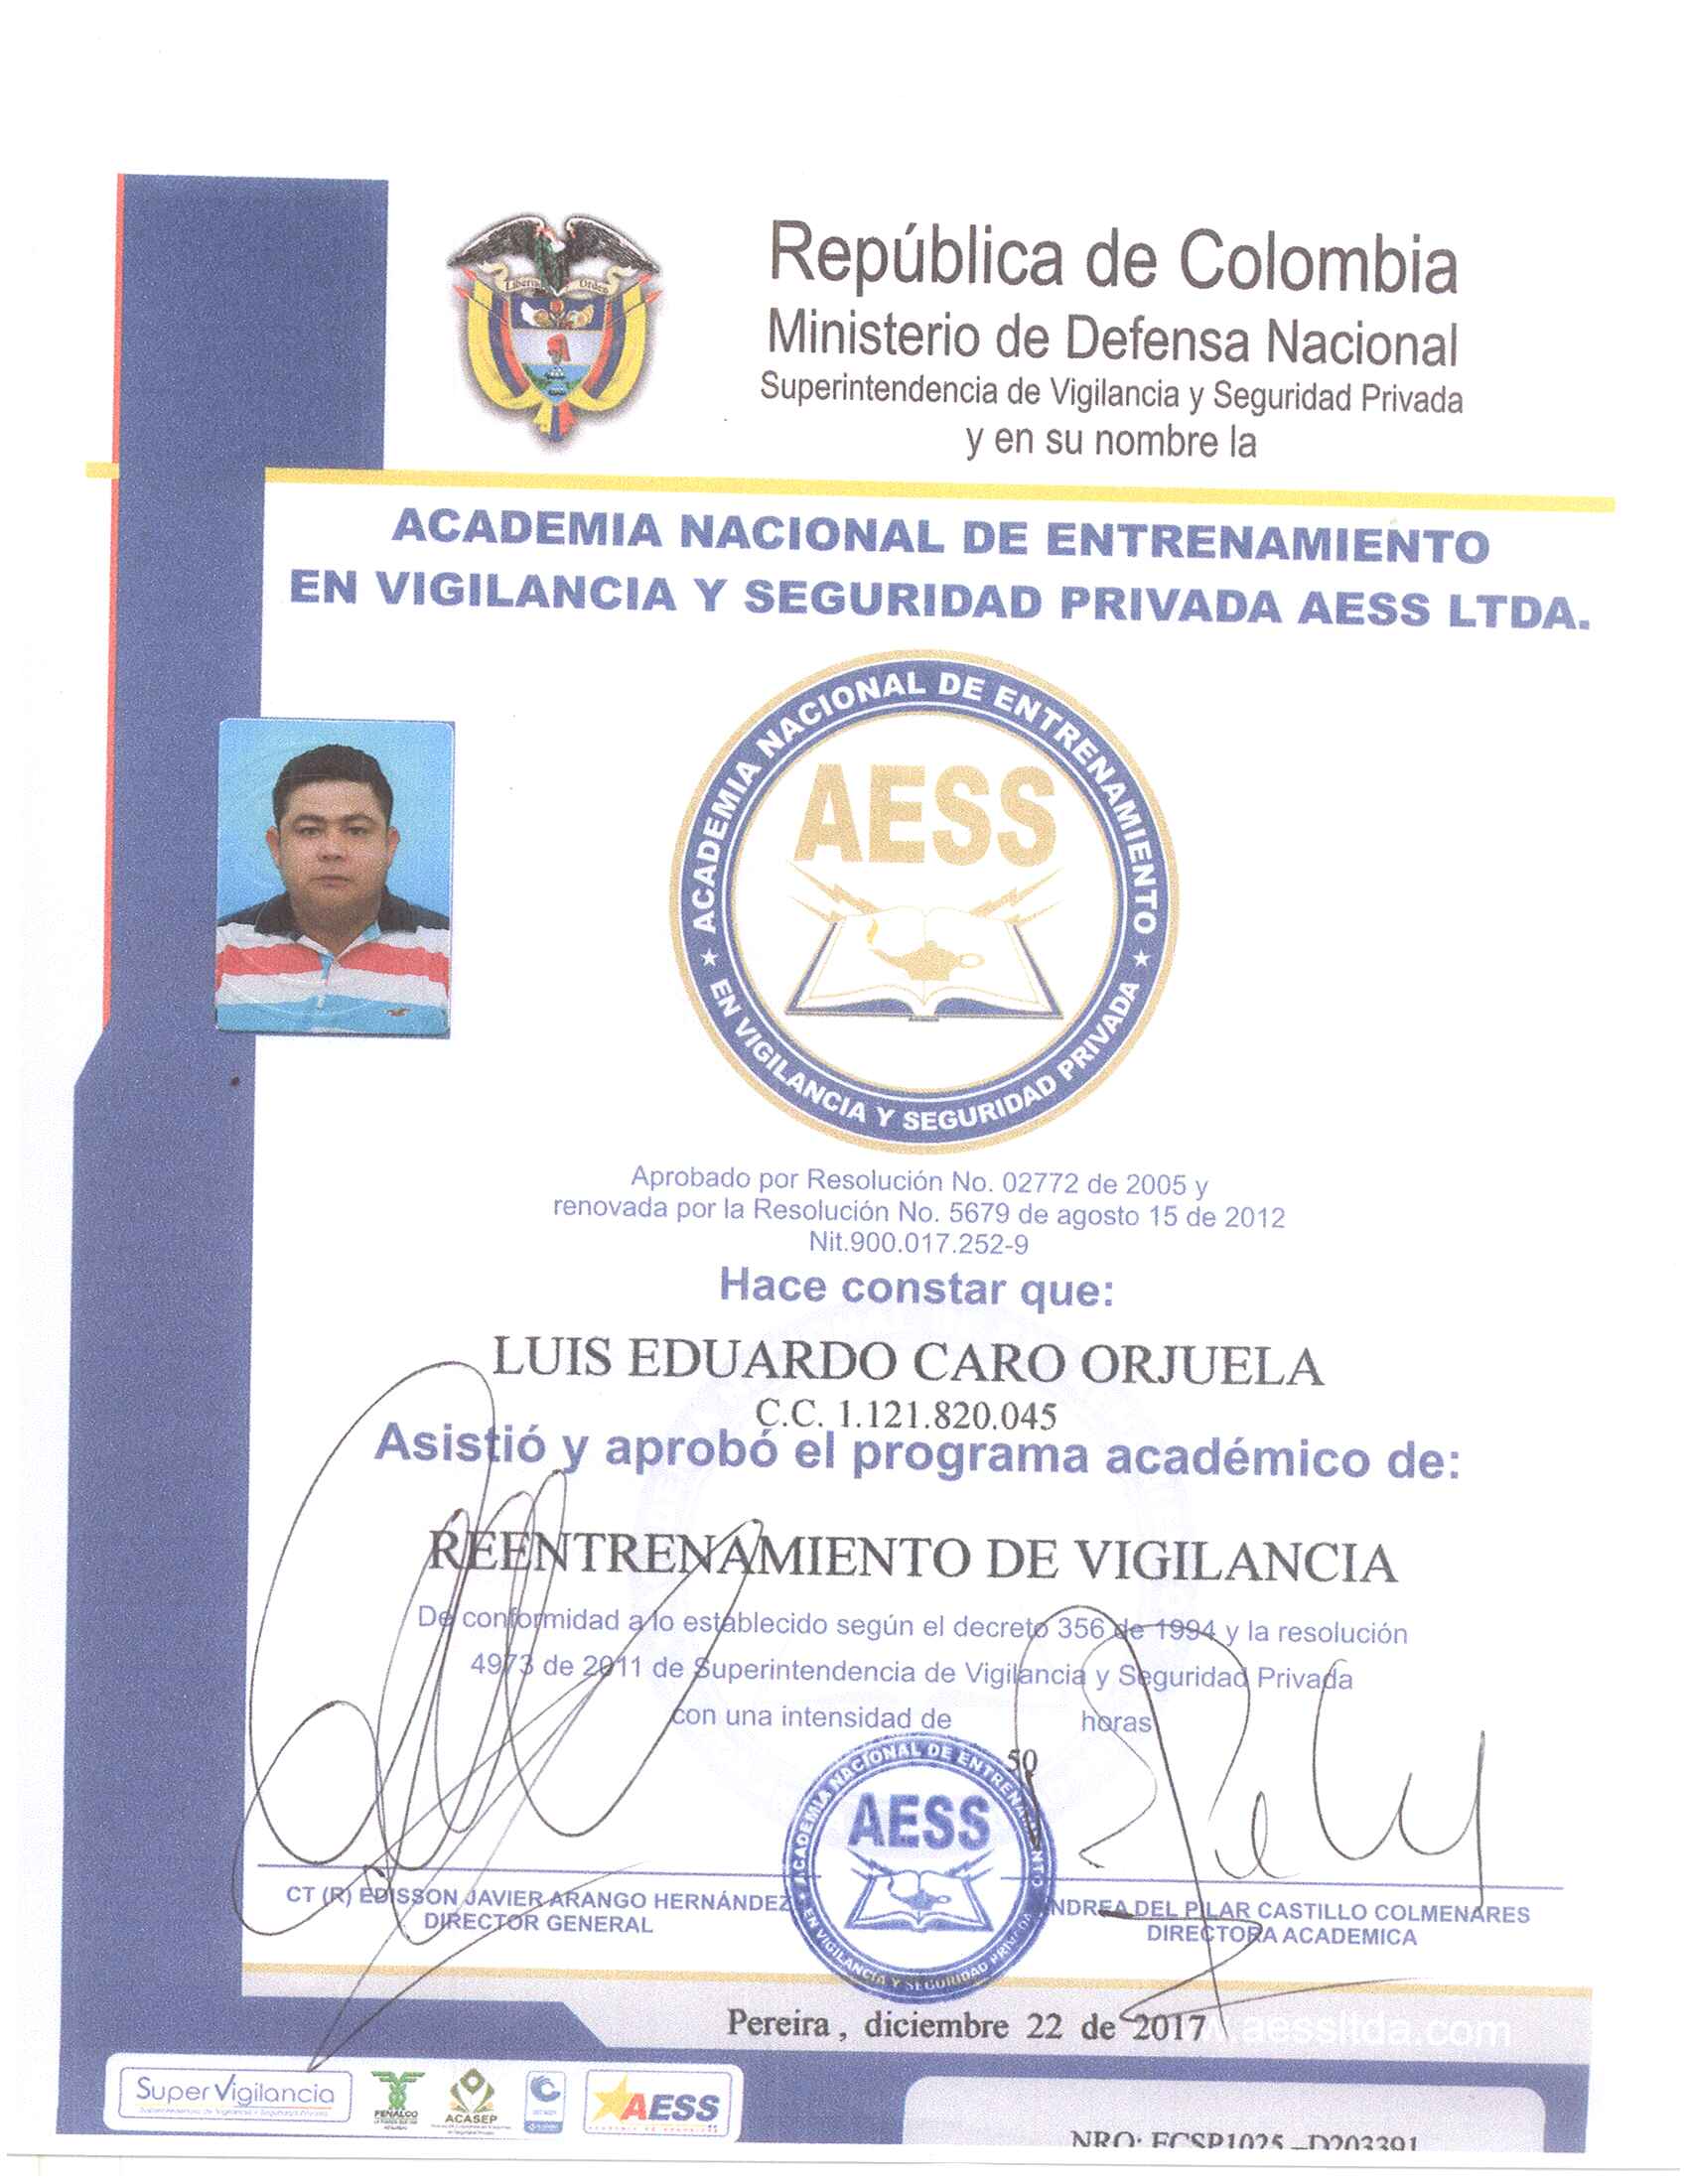 República de Colombia
Ministerio de Defensa Nacional
Superintendencia de Vigilancia y Seguridad Privada
y en su nombre la
Libertad y Orden
ACADEMIA NACIONAL DE ENTRENAMIENTO
EN VIGILANCIA Y SEGURIDAD PRIVADA AESS LTDA.
ACADEMIA NACIONAL DE ENTRENAMIENTO
AESS
EN VIGILANCIA Y SEGURIDAD PRIVADA
Aprobado por Resolución No. 02772 de 2005 y
renovada por la Resolución No. 5679 de agosto 15 de 2012
Nit.900.017.252-9
Hace constar que:
LUIS EDUARDO CARO ORJUELA
C.C. 1.121.820.045
Asistió y aprobó el programa académico de:
REENTRENAMIENTO DE VIGILANCIA
De conformidad a lo establecido según el decreto 356 de 1994 y la resolución
4973 de 2011 de Superintendencia de Vigilancia y Seguridad Privada
con una intensidad de horas
50
ACADEMIA NACIONAL DE ENTRENAMIENTO
AESS
EN VIGILANCIA Y SEGURIDAD PRIVADA
CT (R) EDISSON JAVIER ARANGO HERNÁNDEZ
DIRECTOR GENERAL
NDREA DEL PILAR CASTILLO COLMENARES
DIRECTORA ACADEMICA
Pereira , diciembre 22 de 2017
.aessltda.com
SuperVigilancia
FENALCO
ACASEP
AESS
NRO: ECSP1025 -D203391